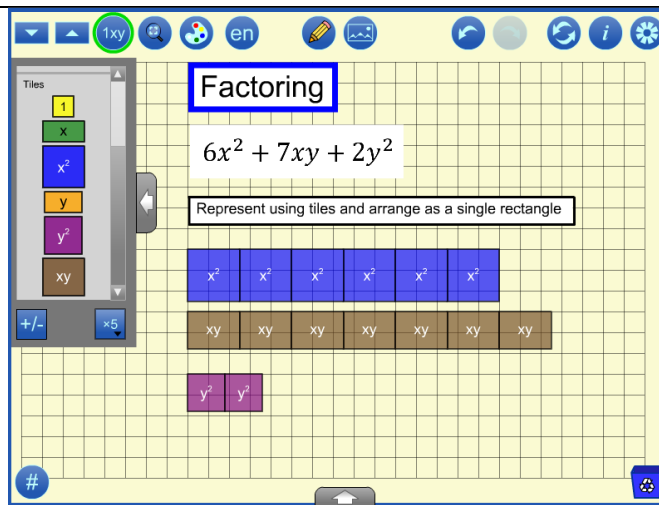 1xy en i
Tiles
1
x
x²
y
y²
xy
+/- ×5
#
Factoring
6x² + 7xy + 2y²
Represent using tiles and arrange as a single rectangle
x² x² x² x² x² x²
xy xy xy xy xy xy xy
y² y²